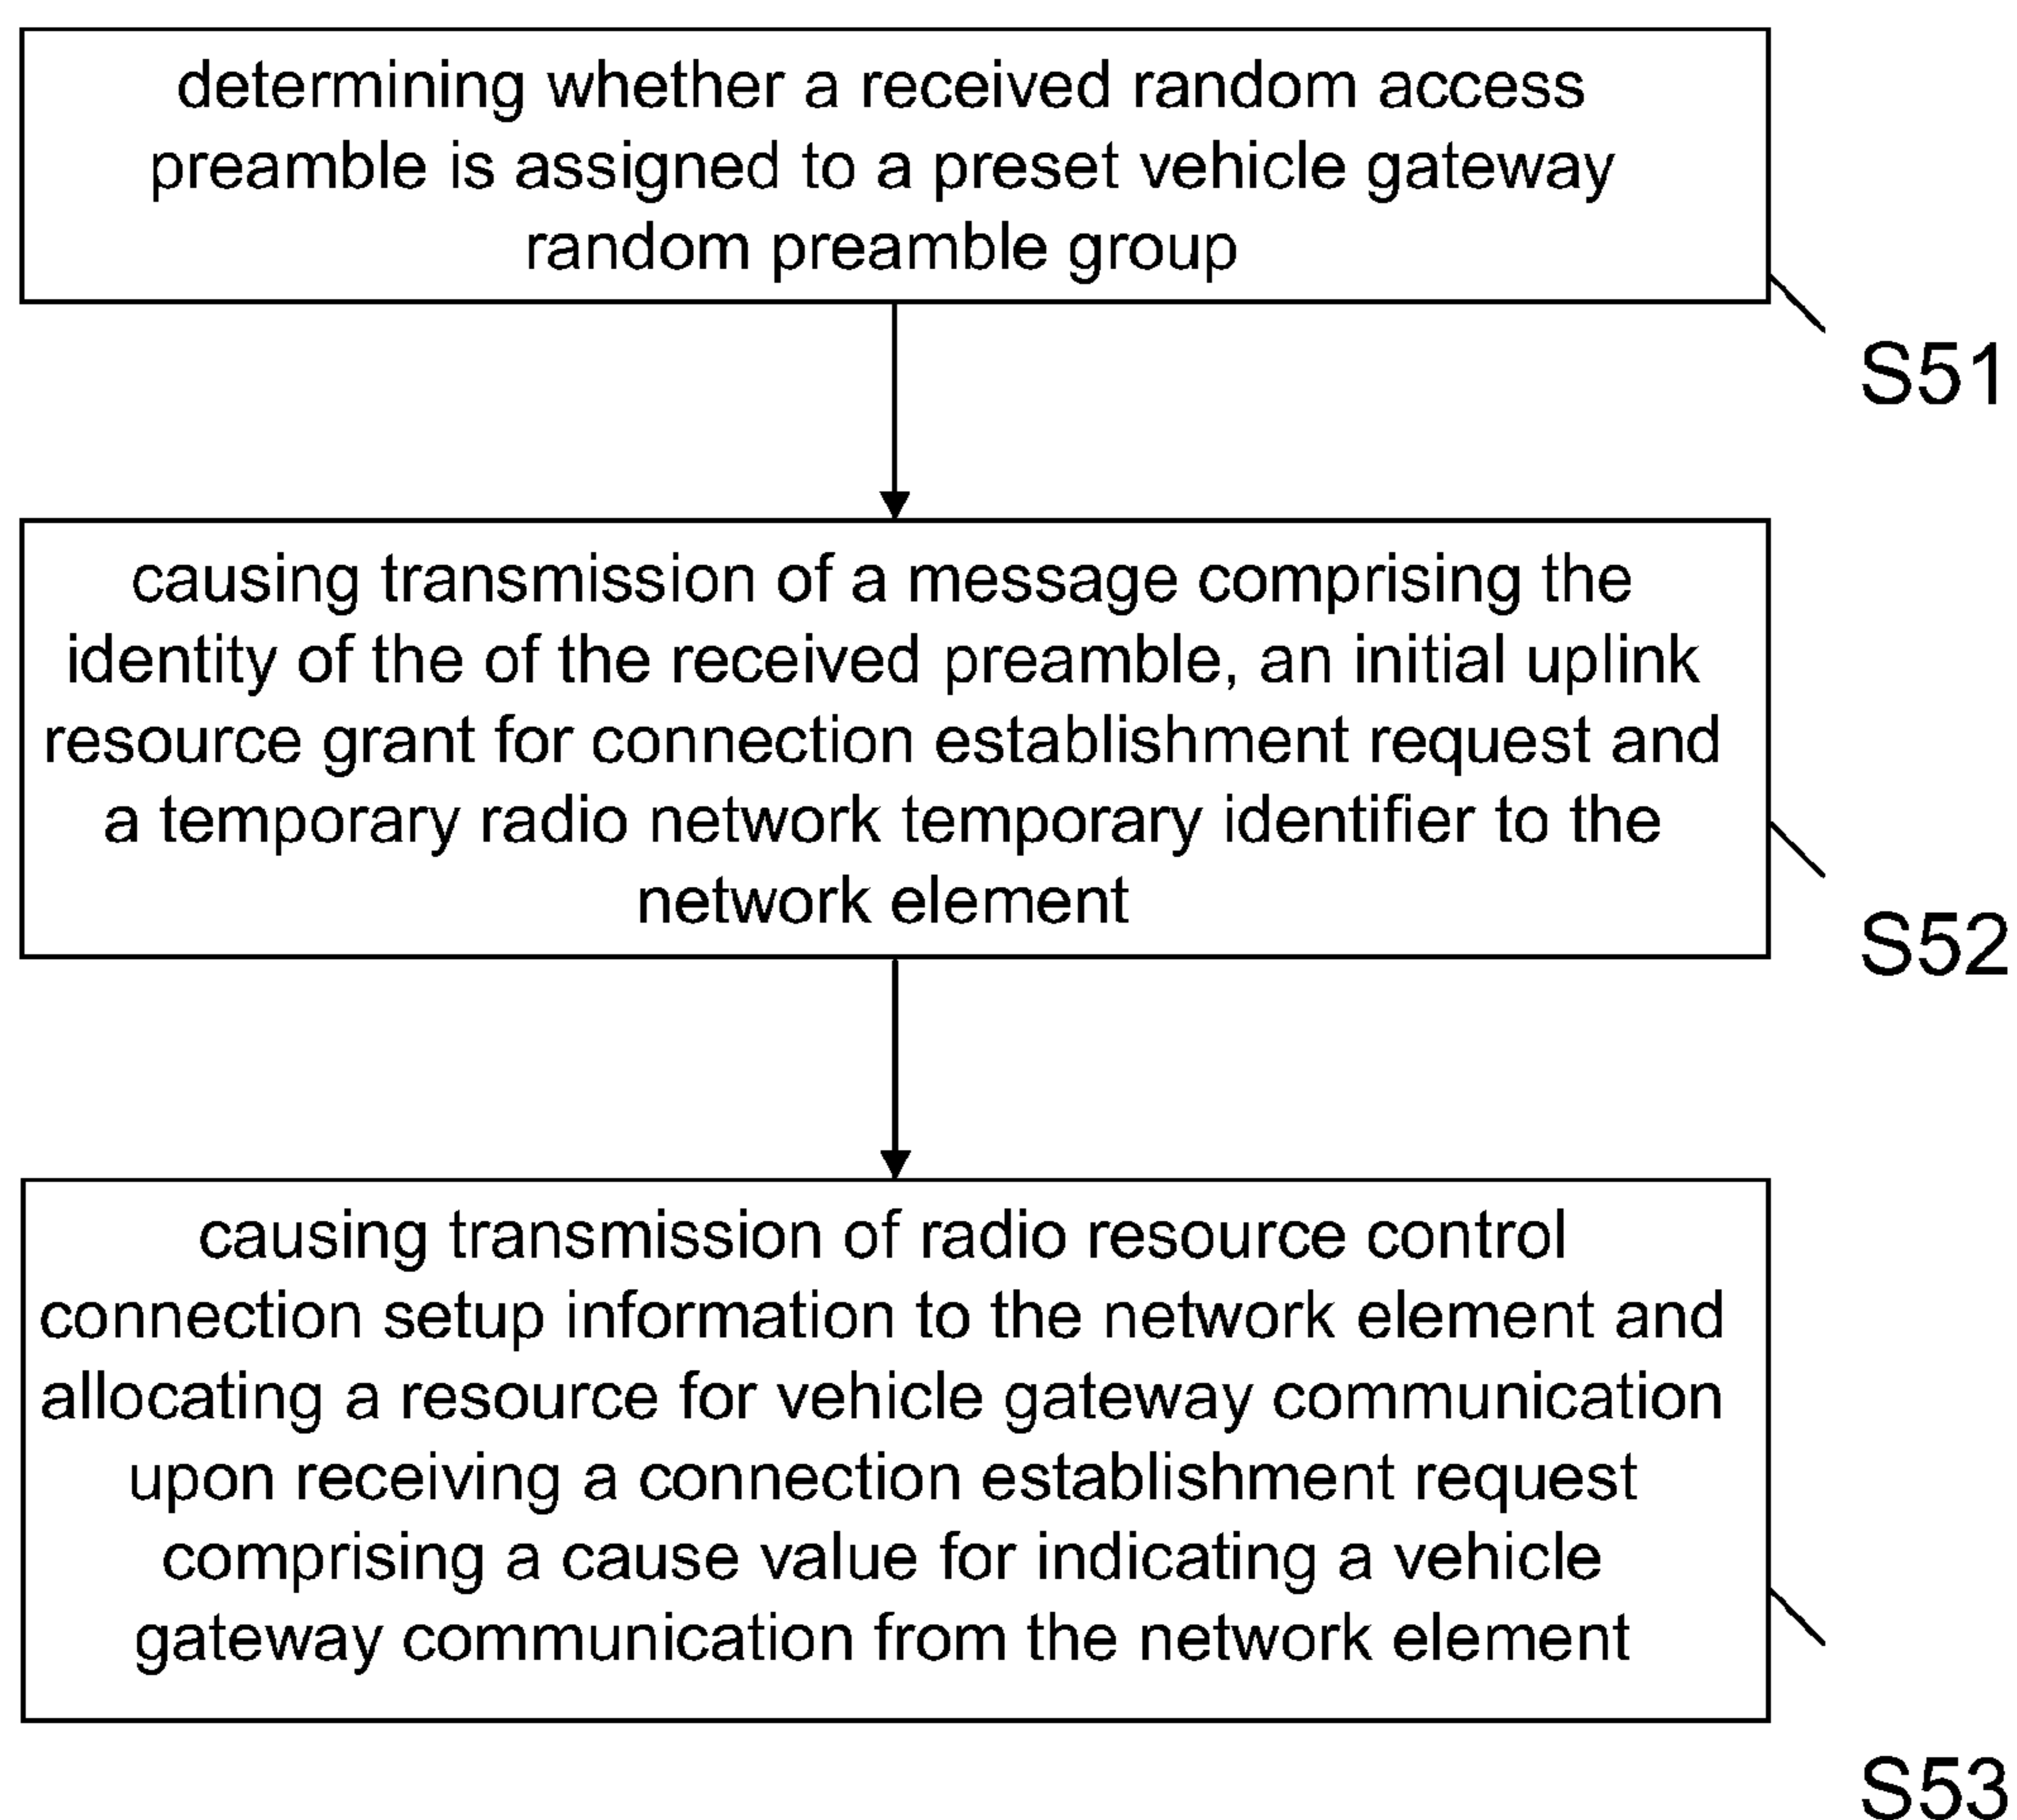 determining whether a received random access
preamble is assigned to a preset vehicle gateway
random preamble group
S51
causing transmission of a message comprising the
identity of the of the received preamble, an initial uplink
resource grant for connection establishment request and
a temporary radio network temporary identifier to the
network element
S52
causing transmission of radio resource control
connection setup information to the network element and
allocating a resource for vehicle gateway communication
upon receiving a connection establishment request
comprising a cause value for indicating a vehicle
gateway communication from the network element
S53